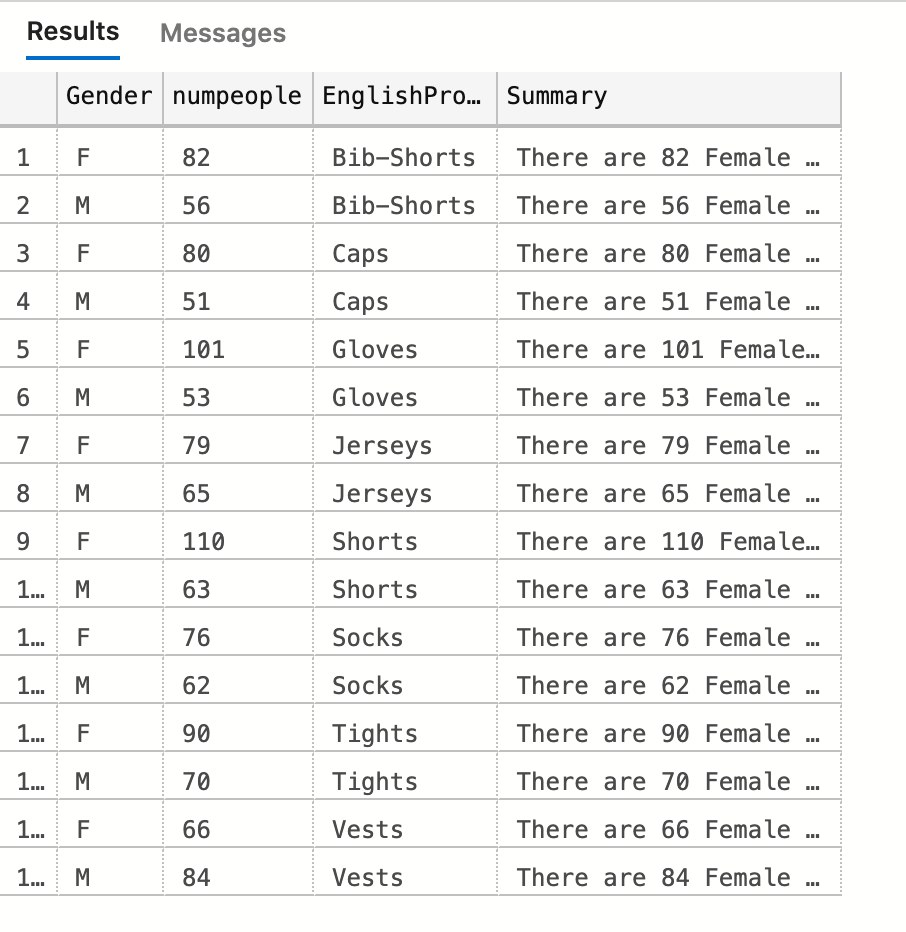 Results Messages
Gender numpeople EnglishPro… Summary
1 F 82 Bib-Shorts There are 82 Female …
2 M 56 Bib-Shorts There are 56 Female …
3 F 80 Caps There are 80 Female …
4 M 51 Caps There are 51 Female …
5 F 101 Gloves There are 101 Female…
6 M 53 Gloves There are 53 Female …
7 F 79 Jerseys There are 79 Female …
8 M 65 Jerseys There are 65 Female …
9 F 110 Shorts There are 110 Female…
1… M 63 Shorts There are 63 Female …
1… F 76 Socks There are 76 Female …
1… M 62 Socks There are 62 Female …
1… F 90 Tights There are 90 Female …
1… M 70 Tights There are 70 Female …
1… F 66 Vests There are 66 Female …
1… M 84 Vests There are 84 Female …